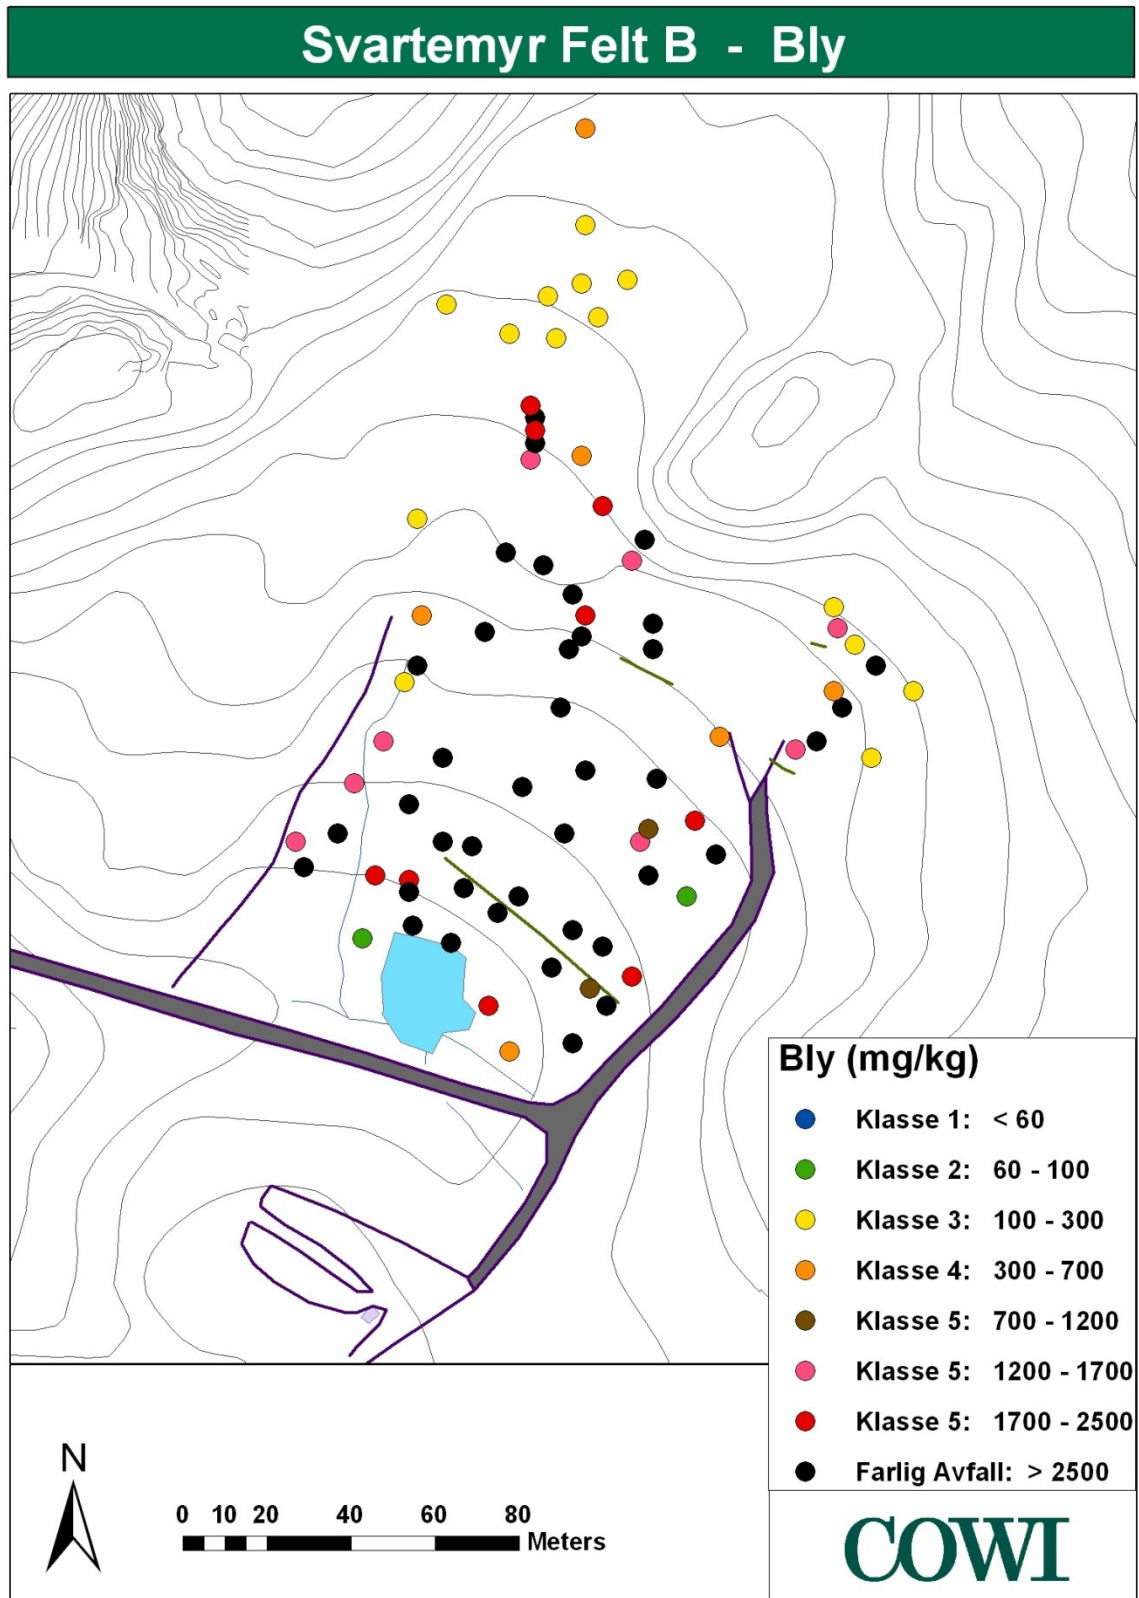 Svartemyr Felt B - Bly
Bly (mg/kg)
Klasse 1: < 60
Klasse 2: 60 - 100
Klasse 3: 100 - 300
Klasse 4: 300 - 700
Klasse 5: 700 - 1200
Klasse 5: 1200 - 1700
Klasse 5: 1700 - 2500
Farlig Avfall: > 2500
N
0 10 20 40 60 80
Meters
COWI